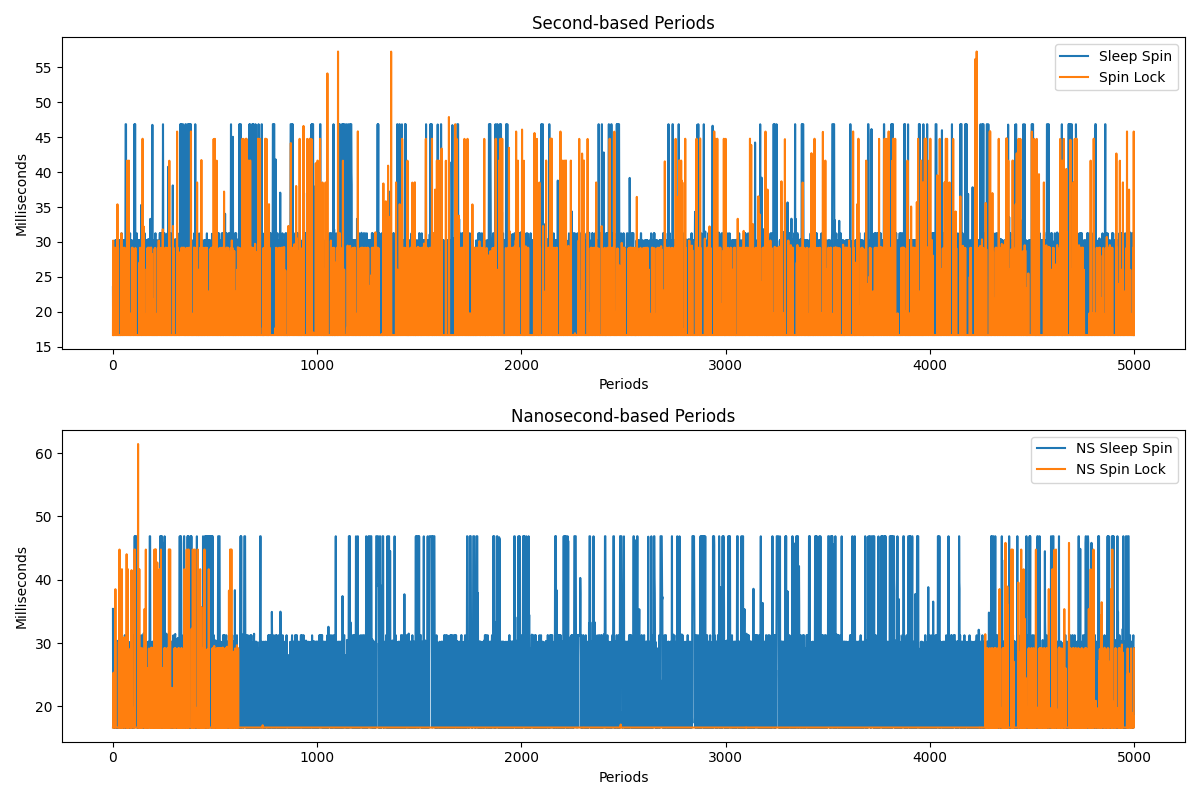 Second-based Periods
Milliseconds
55
50
45
40
35
30
25
20
15
Sleep Spin
Spin Lock
0 1000 2000 3000 4000 5000
Periods
Nanosecond-based Periods
Milliseconds
60
50
40
30
20
NS Sleep Spin
NS Spin Lock
0 1000 2000 3000 4000 5000
Periods